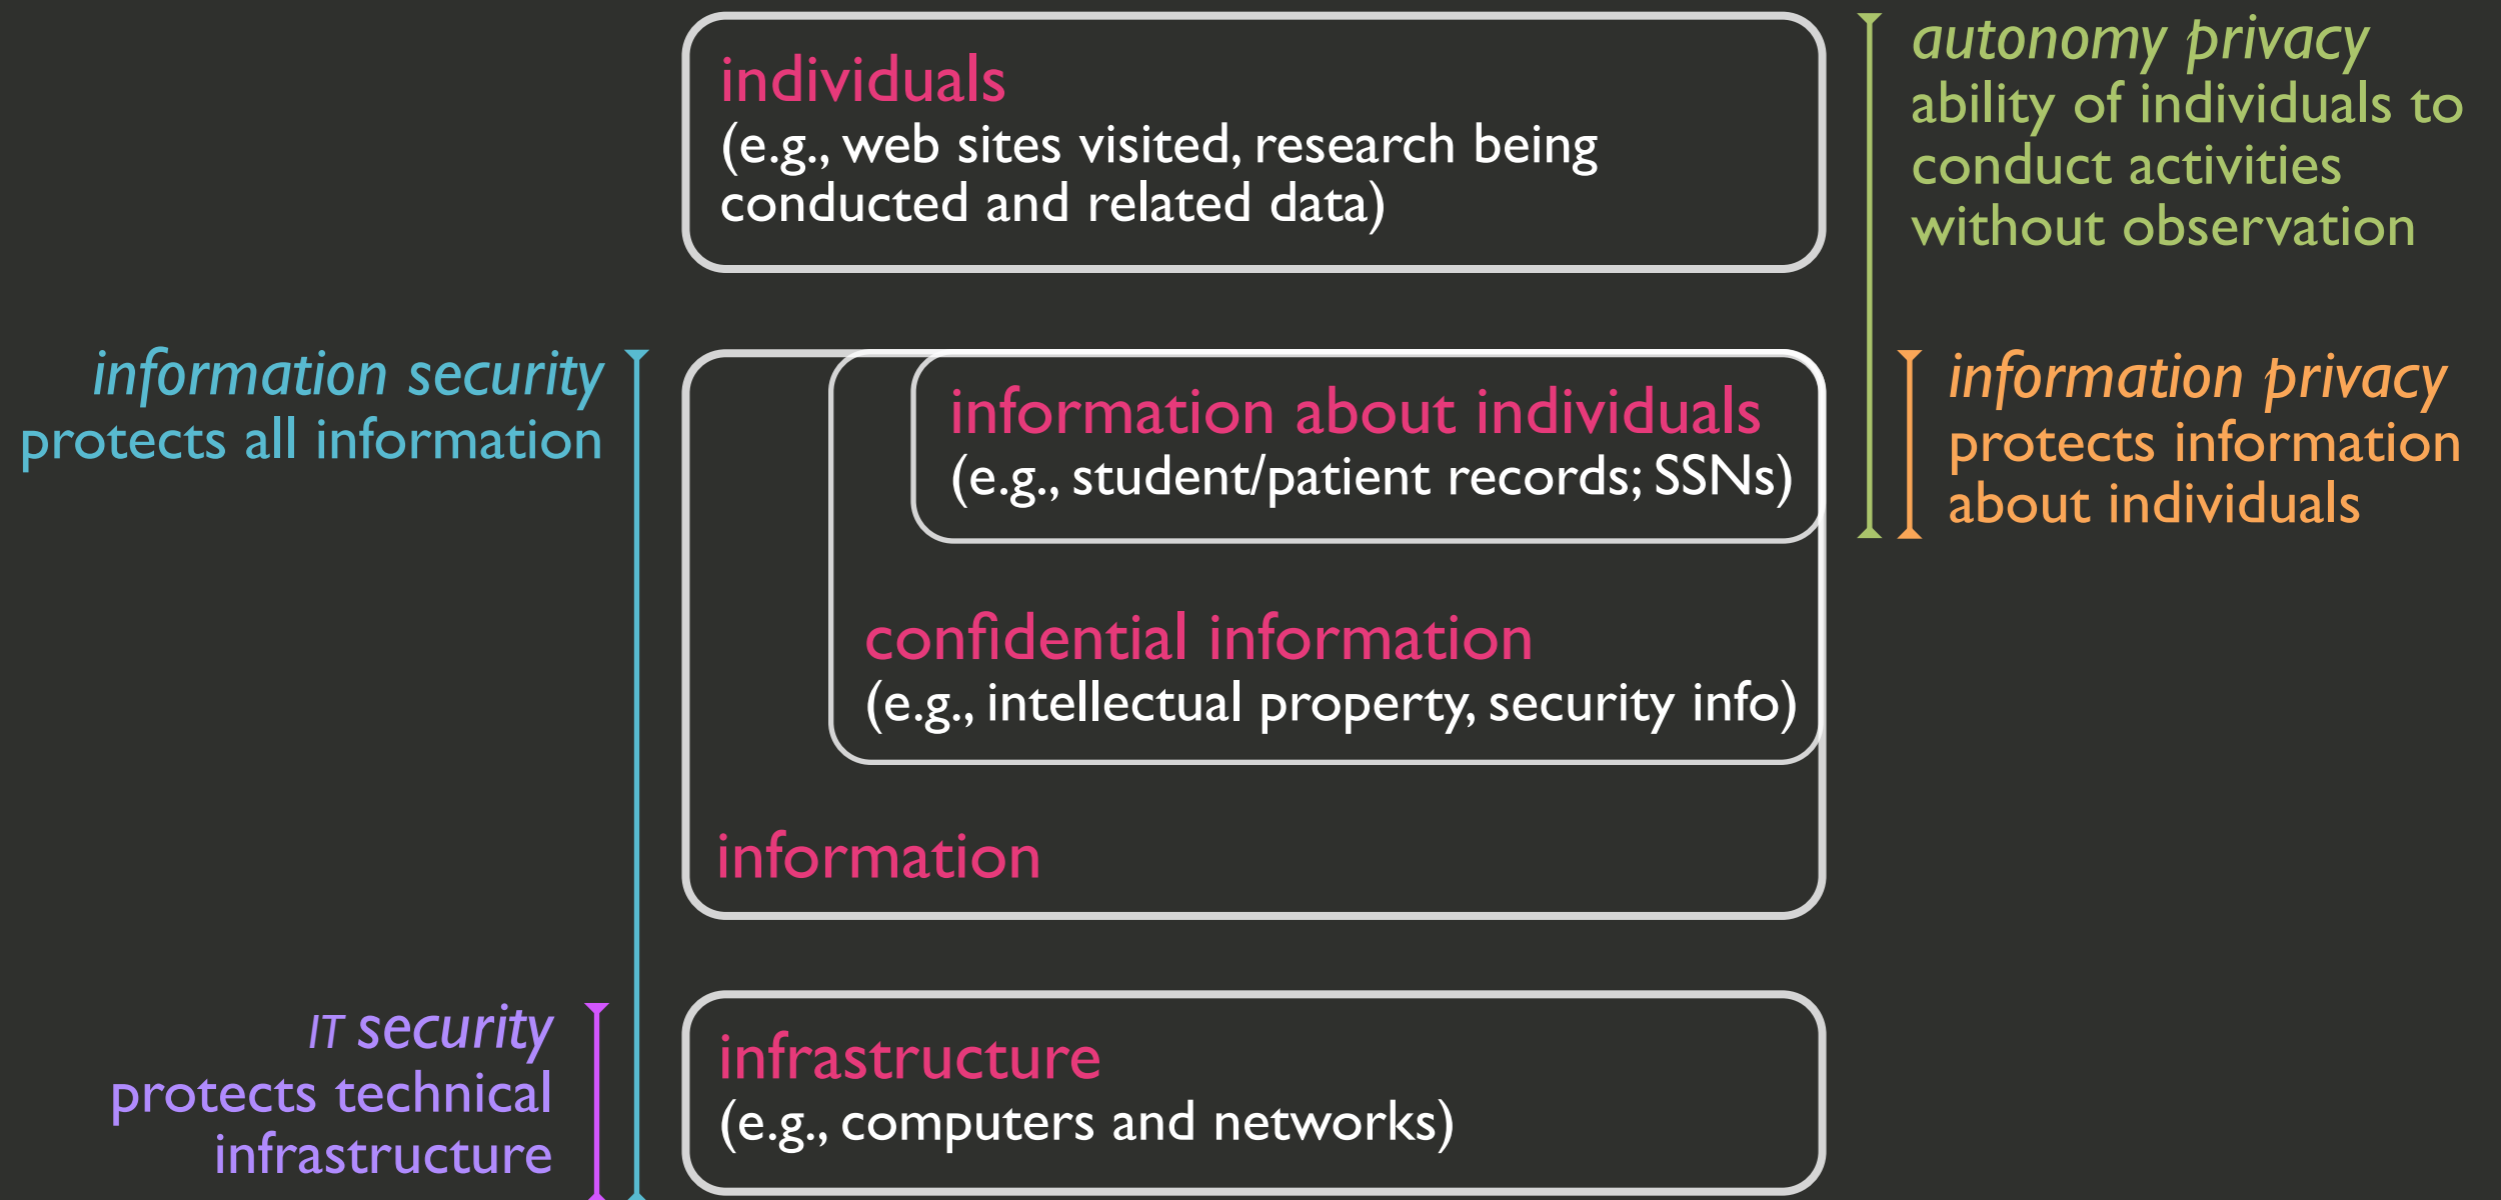 individuals
(e.g., web sites visited, research being
conducted and related data)
autonomy privacy
ability of individuals to
conduct activities
without observation
information security
protects all information
information about individuals
(e.g., student/patient records; SSNs)
information privacy
protects information
about individuals
confidential information
(e.g., intellectual property, security info)
information
IT security
protects technical
infrastructure
infrastructure
(e.g., computers and networks)